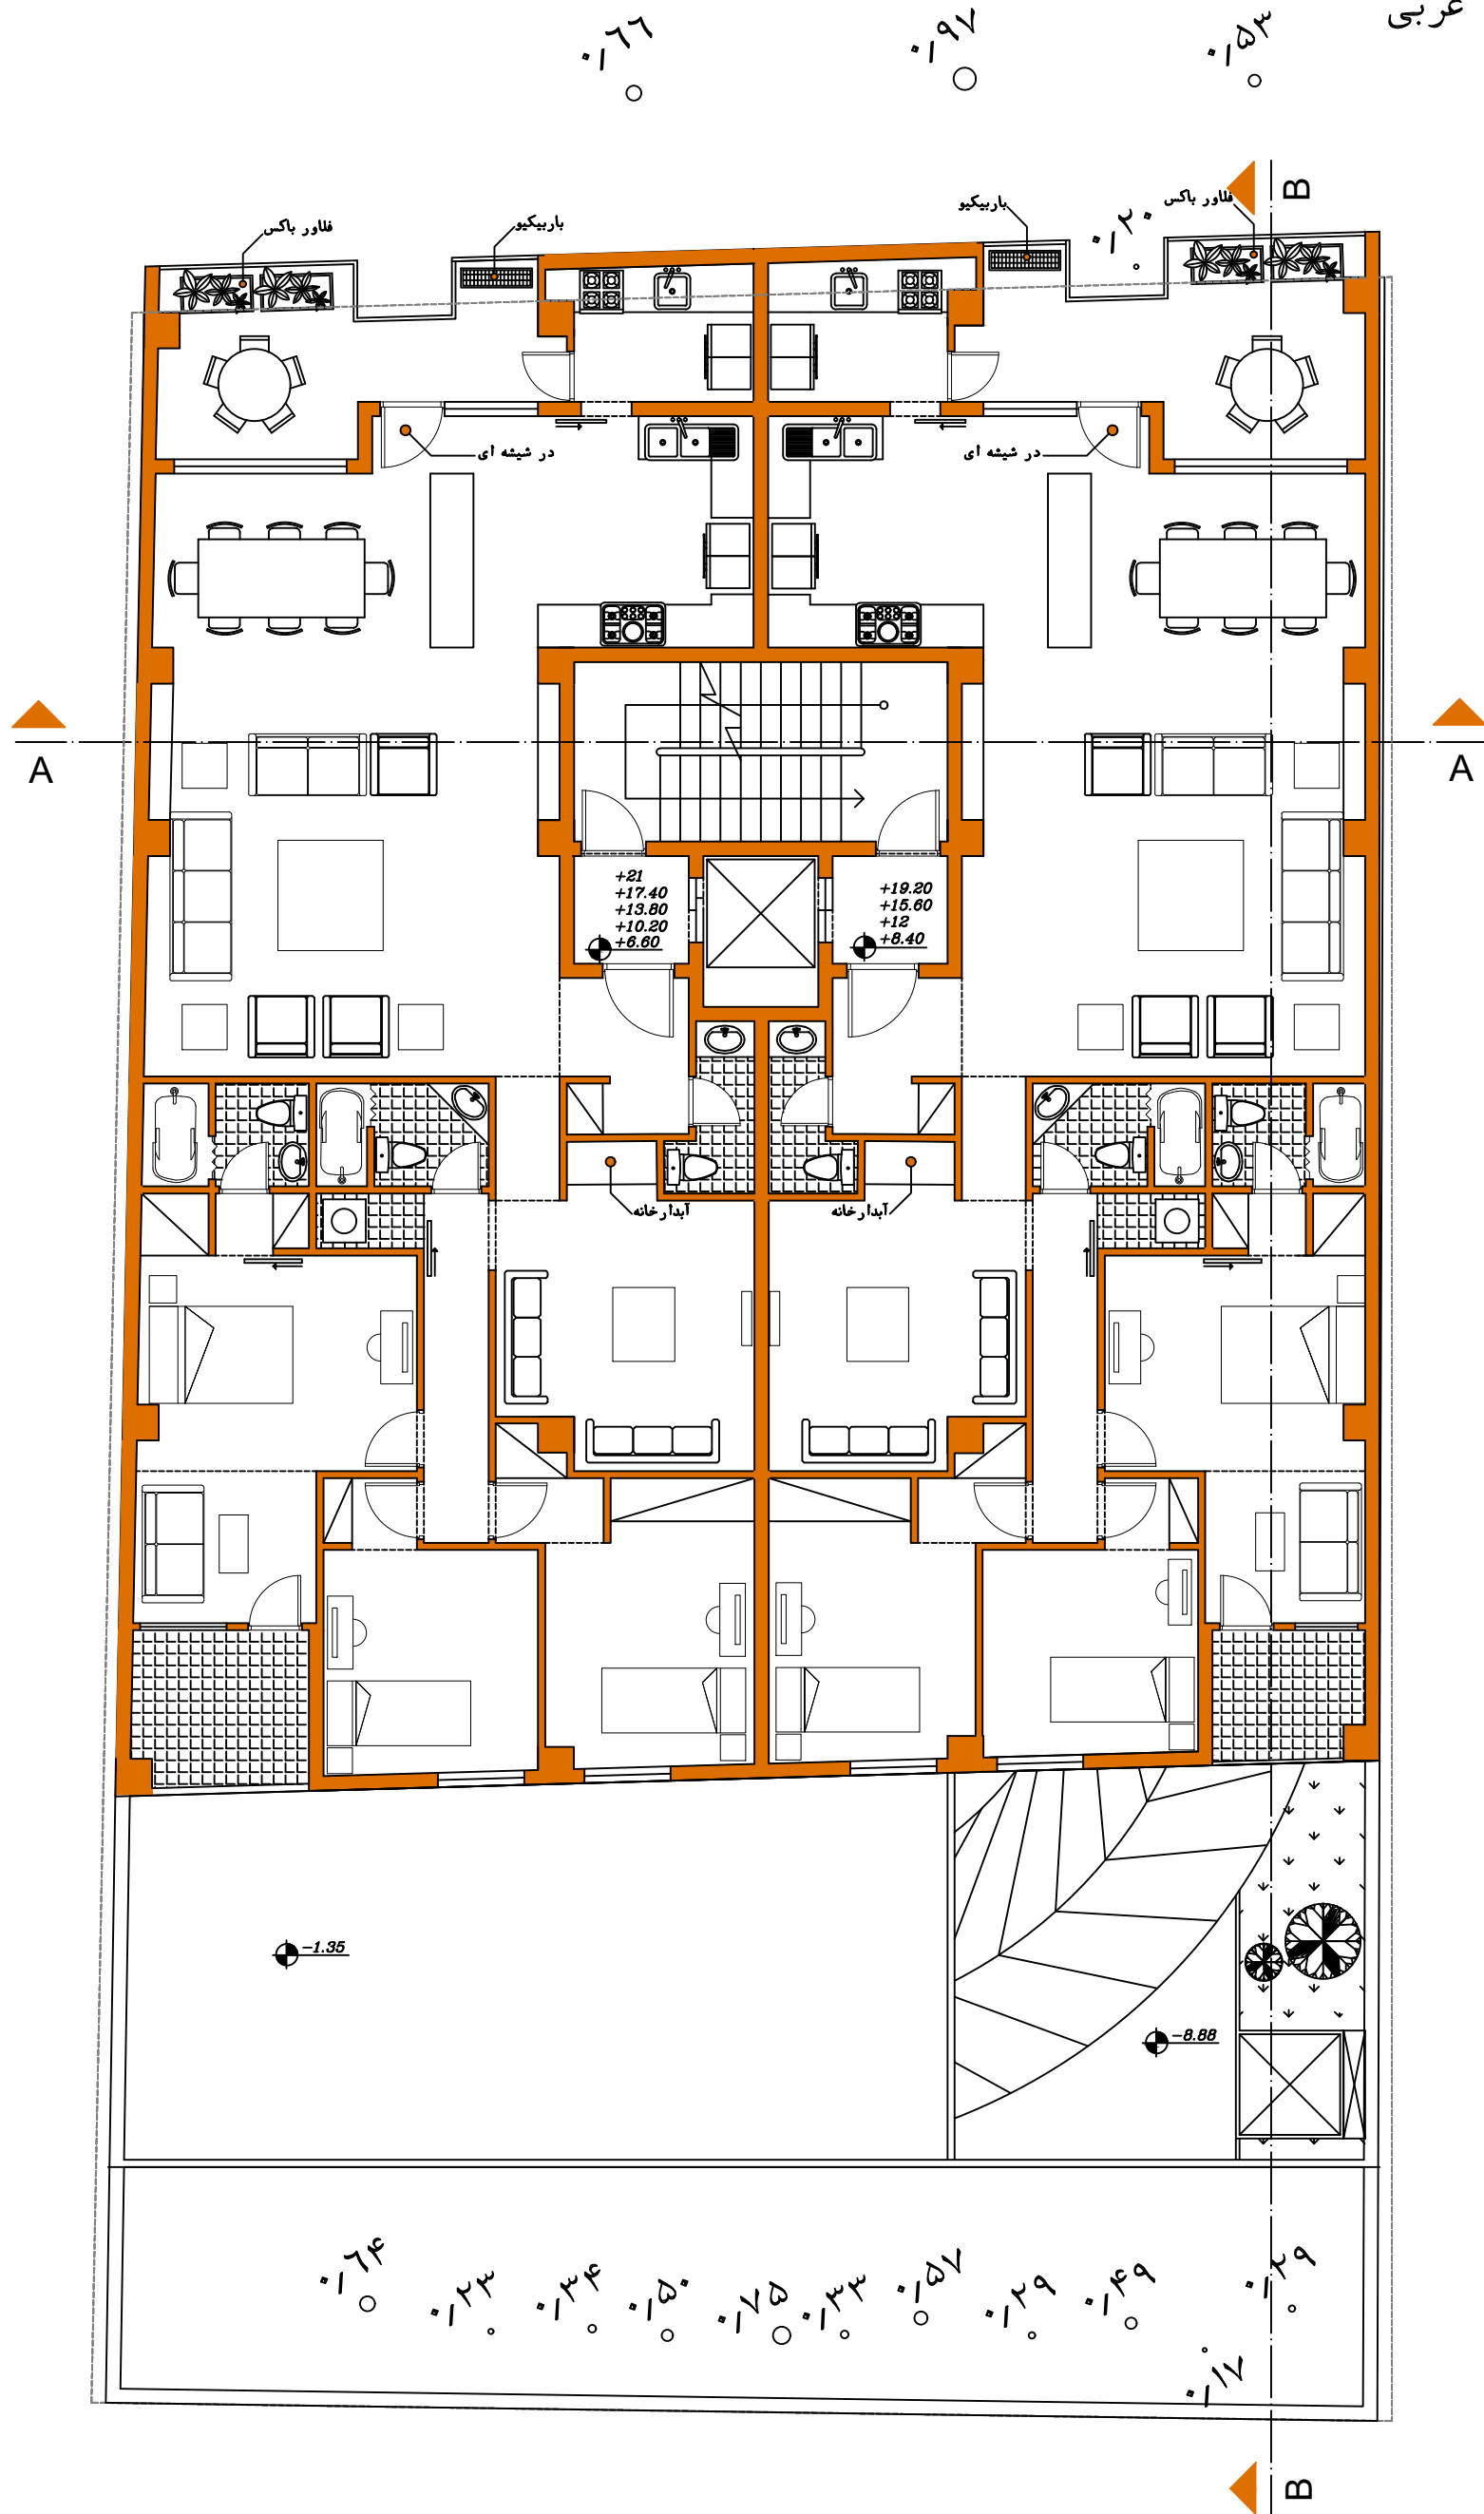 عربی
۰/۶۶
۰/۹۷
۰/۵۳
B
فلاور باکس
باربیکیو
باربیکیو
۰/۲۰
فلاور باکس
در شیشه ای
در شیشه ای
A
A
+21
+17.40
+13.80
+10.20
+6.60
+19.20
+15.60
+12
+8.40
آبدارخانه
آبدارخانه
-1.35
-8.88
۰/۶۴
۰/۲۳
۰/۳۴
۰/۵۰
۰/۷۵
۰/۳۳
۰/۵۷
۰/۲۹
۰/۴۹
۰/۲۹
۰/۱۷
B